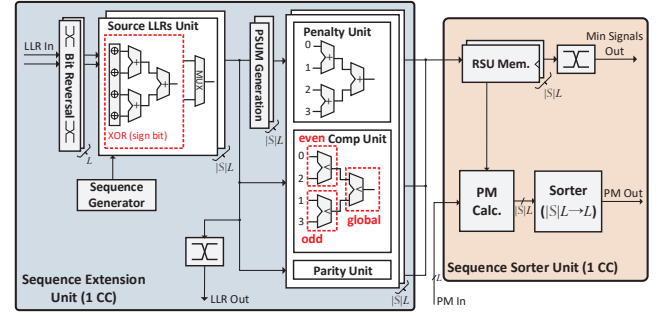 LLR In
Bit Reversal
L
Source LLRs Unit
XOR (sign bit)
MUX
|S|L
Sequence
Generator
PSUM Generation
|S|L
Penalty Unit
0
2
1
3
even Comp Unit
0
2
1
3
odd
global
Parity Unit
|S|L
LLR Out
Sequence Extension
Unit (1 CC)
RSU Mem.
|S|L
Min Signals
Out
PM
Calc.
|S|L
Sorter
(|S|L→L)
PM Out
Sequence Sorter Unit (1 CC)
L
PM In